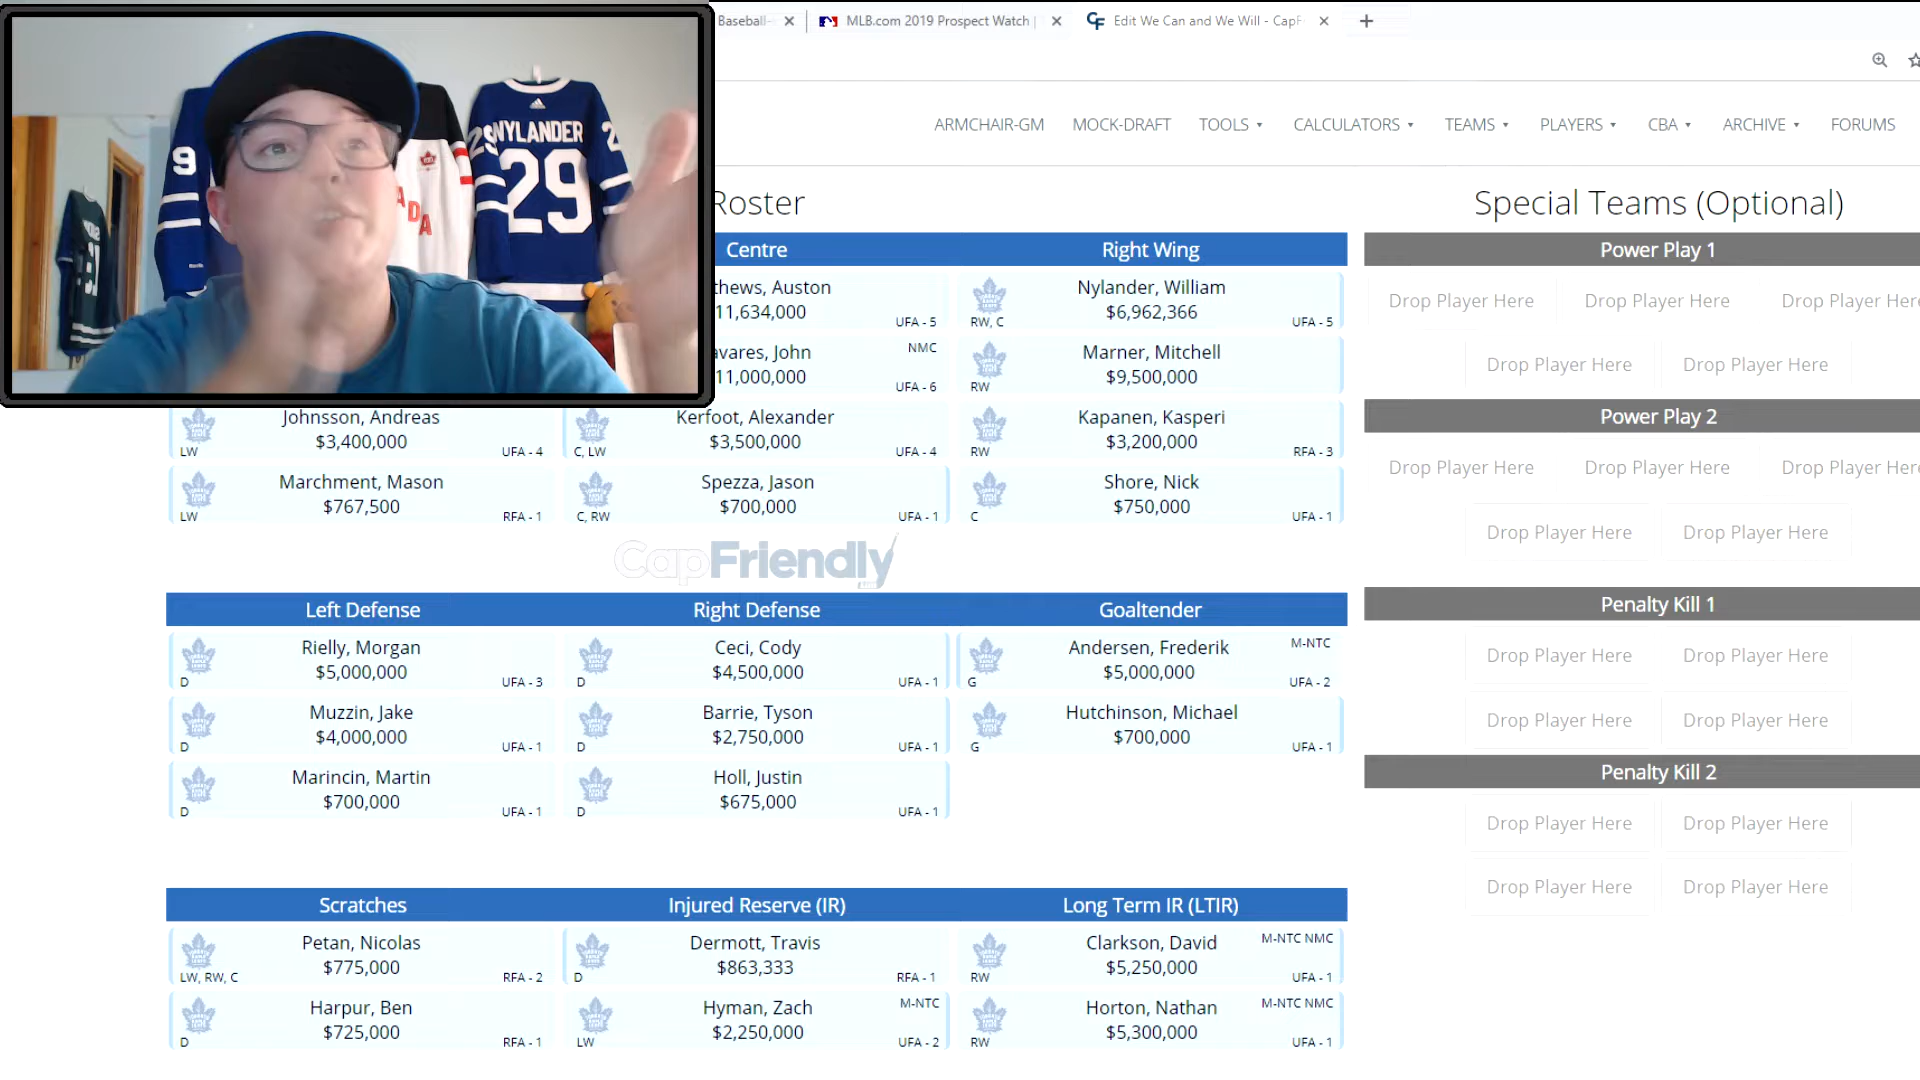 Baseball-
MLB.com 2019 Prospect Watch |
Edit We Can and We Will - CapF
ARMCHAIR-GM MOCK-DRAFT TOOLS CALCULATORS TEAMS PLAYERS CBA ARCHIVE FORUMS
NYLANDER
29
29
2
9
ADA
Roster
Special Teams (Optional)
Centre
Right Wing
thews, Auston
11,634,000
UFA - 5
Nylander, William
$6,962,366
RW, C
UFA - 5
avares, John
NMC
11,000,000
UFA - 6
Marner, Mitchell
$9,500,000
RW
Johnsson, Andreas
$3,400,000
LW
UFA - 4
Kerfoot, Alexander
$3,500,000
C, LW
UFA - 4
Kapanen, Kasperi
$3,200,000
RW
RFA - 3
Marchment, Mason
$767,500
LW
RFA - 1
Spezza, Jason
$700,000
C, RW
UFA - 1
Shore, Nick
$750,000
C
UFA - 1
CapFriendly
Left Defense
Right Defense
Goaltender
Rielly, Morgan
$5,000,000
D
UFA - 3
Ceci, Cody
$4,500,000
D
UFA - 1
Andersen, Frederik
M-NTC
$5,000,000
G
UFA - 2
Muzzin, Jake
$4,000,000
D
UFA - 1
Barrie, Tyson
$2,750,000
D
UFA - 1
Hutchinson, Michael
$700,000
G
UFA - 1
Marincin, Martin
$700,000
D
UFA - 1
Holl, Justin
$675,000
D
UFA - 1
Scratches
Injured Reserve (IR)
Long Term IR (LTIR)
Petan, Nicolas
$775,000
LW, RW, C
RFA - 2
Dermott, Travis
$863,333
D
RFA - 1
Clarkson, David
M-NTC NMC
$5,250,000
RW
UFA - 1
Harpur, Ben
$725,000
D
RFA - 1
Hyman, Zach
M-NTC
$2,250,000
LW
UFA - 2
Horton, Nathan
M-NTC NMC
$5,300,000
RW
UFA - 1
Power Play 1
Drop Player Here Drop Player Here Drop Player Here
Drop Player Here Drop Player Here
Power Play 2
Drop Player Here Drop Player Here Drop Player Here
Drop Player Here Drop Player Here
Penalty Kill 1
Drop Player Here Drop Player Here
Drop Player Here Drop Player Here
Penalty Kill 2
Drop Player Here Drop Player Here
Drop Player Here Drop Player Here